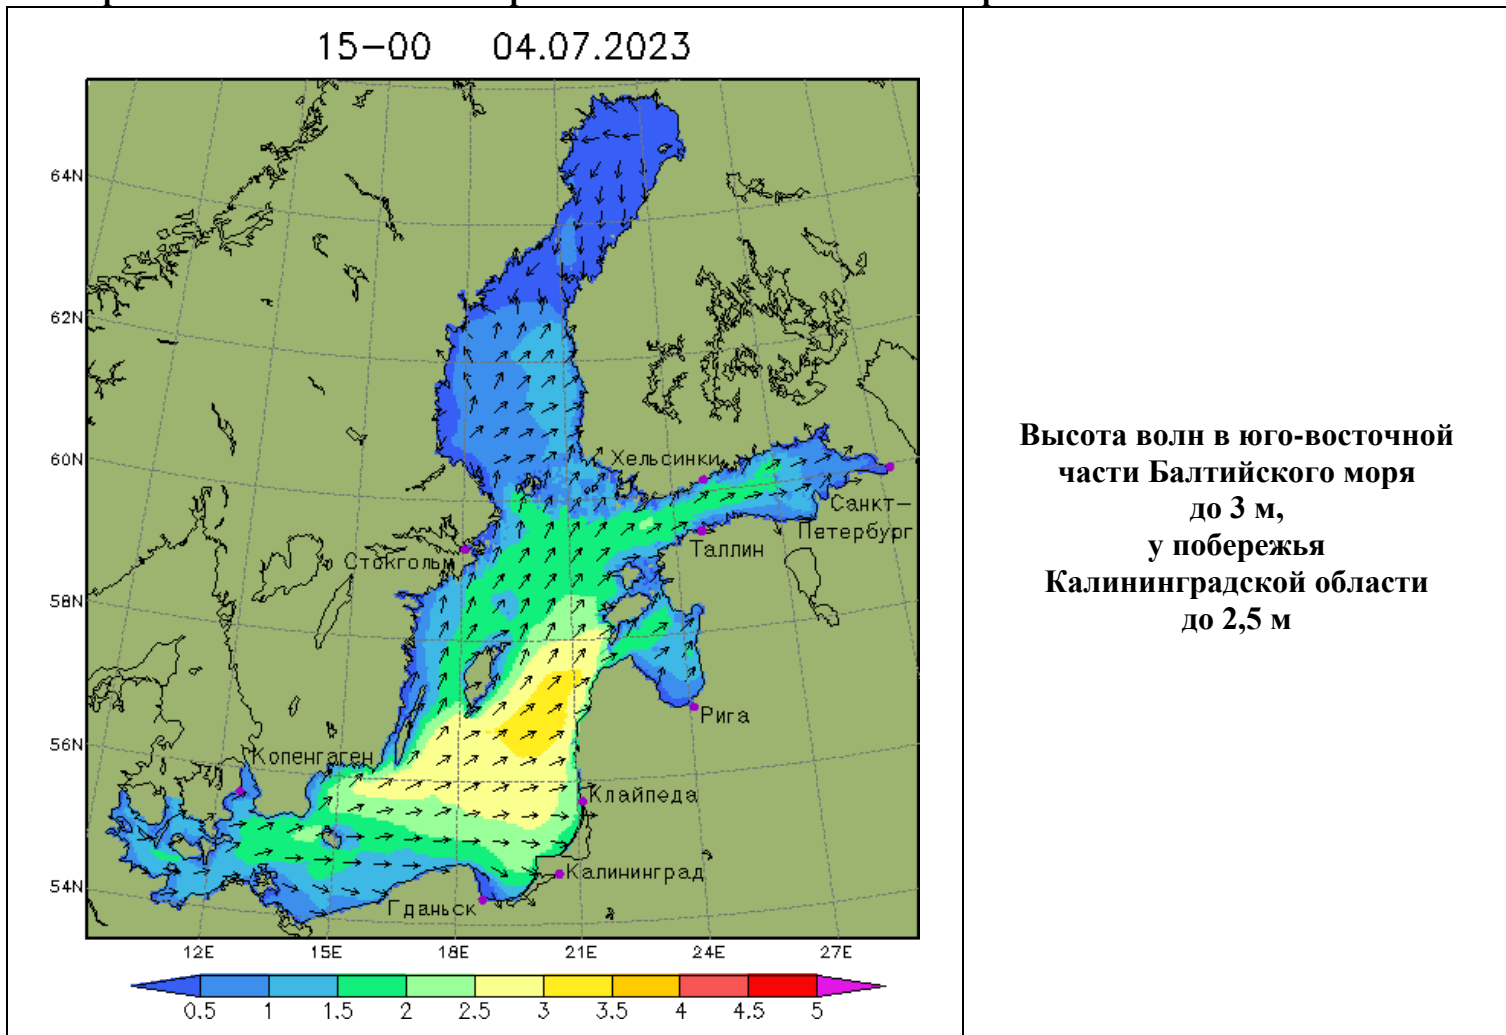 15-00 04.07.2023
64N
62N
60N
58N
56N
54N
Хельсинки
Санкт-
Петербург
Таллин
Стокгольм
Рига
Копенгаген
Клайпеда
Калининград
Гданьск
12E 15E 18E 21E 24E 27E
0.5 1 1.5 2 2.5 3 3.5 4 4.5 5
Высота волн в юго-восточной
части Балтийского моря
до 3 м,
у побережья
Калининградской области
до 2,5 м